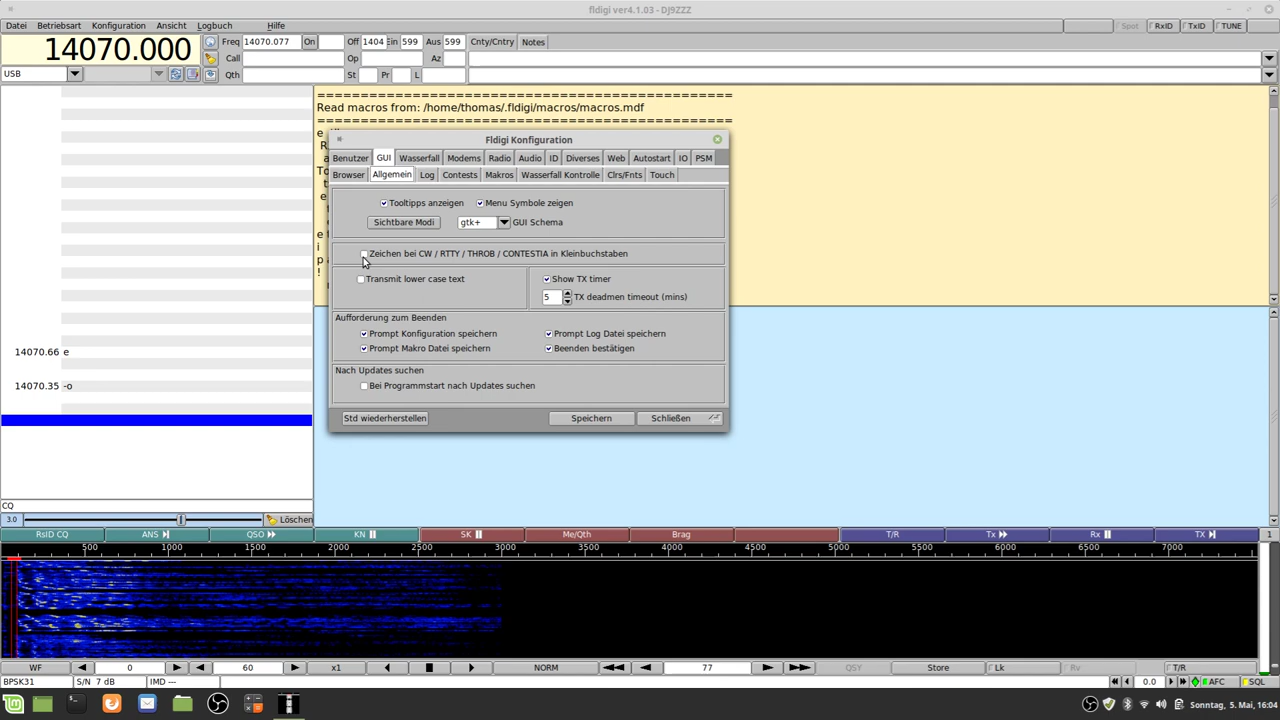 fldigi ver4.1.03 - DJ9ZZZ
Datei Betriebsart Konfiguration Ansicht Logbuch Hilfe Spot RxID TxID TUNE
14070.000 Freq 14070.077 On Off 1404 Ein 599 Aus 599 Cnty/Cntry Notes
Call Op Az
USB Qth St Pr L
=============================================
Read macros from: /home/thomas/.fldigi/macros/macros.mdf
=============================================
Fldigi Konfiguration
Benutzer GUI Wasserfall Modems Radio Audio ID Diverses Web Autostart IO PSM
Browser Allgemein Log Contests Makros Wasserfall Kontrolle Clrs/Fnts Touch
Tooltipps anzeigen Menu Symbole zeigen
Sichtbare Modi gtk+ GUI Schema
Zeichen bei CW / RTTY / THROB / CONTESTIA in Kleinbuchstaben
Transmit lower case text Show TX timer
5 TX deadmen timeout (mins)
Aufforderung zum Beenden
Prompt Konfiguration speichern Prompt Log Datei speichern
Prompt Makro Datei speichern Beenden bestätigen
Nach Updates suchen
Bei Programmstart nach Updates suchen
Std wiederherstellen Speichern Schließen
14070.66 e
14070.35 -o
CQ
3.0 Löschen
RsID CQ ANS QSO KN SK Me/Qth Brag T/R Tx Rx TX 1
500 1000 1500 2000 2500 3000 3500 4000 4500 5000 5500 6000 6500 7000
WF 0 60 x1 NORM 77 QSY Store Lk Rv T/R
BPSK31 S/N 7 dB IMD --- 0.0 AFC SQL
Sonntag, 5. Mai, 16:04